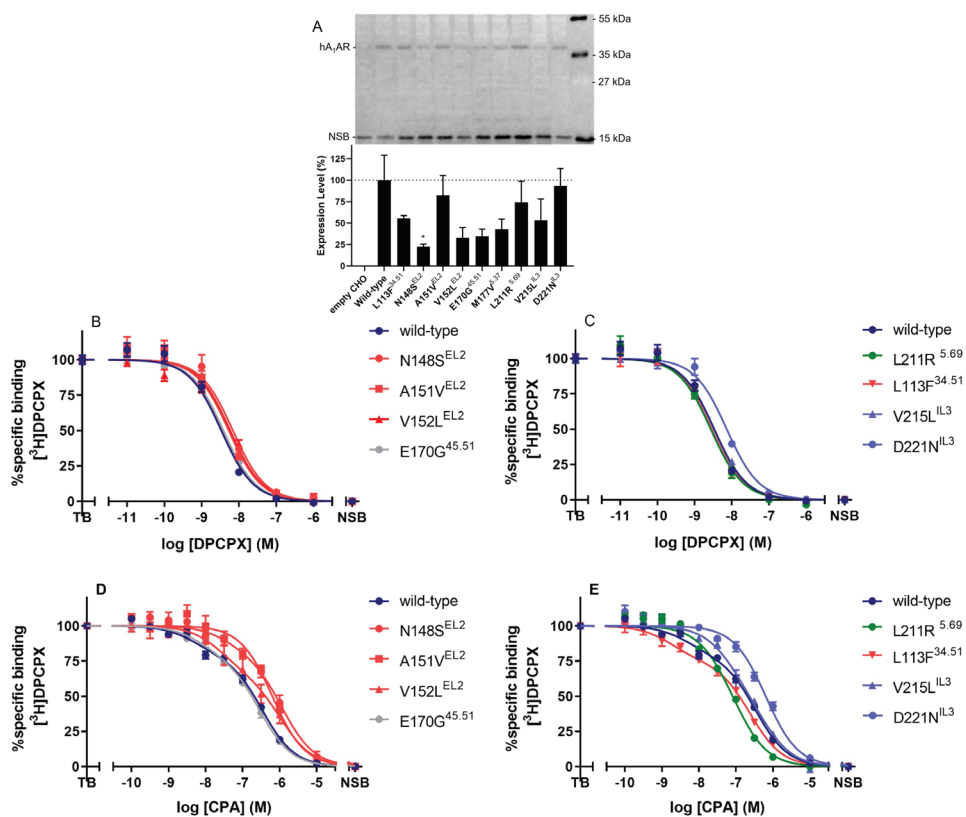 A
hA₁AR
55 kDa
35 kDa
27 kDa
NSB
15 kDa
Expression Level (%)
125
100
75
50
25
0
empty CHO
Wild-type
L113F³⁴·⁵¹
N148Sᴱᴸ²
A151Vᴱᴸ²
V152Lᴱᴸ²
E170G⁴⁵·⁵¹
M177V⁵·³⁷
L211R⁵·⁶⁹
V215Lᴵᴸ³
D221Nᴵᴸ³
*
B
%specific binding
[³H]DPCPX
100
75
50
25
0
TB
-11 -10 -9 -8 -7 -6
NSB
log [DPCPX] (M)
wild-type
N148Sᴱᴸ²
A151Vᴱᴸ²
V152Lᴱᴸ²
E170G⁴⁵·⁵¹
C
%specific binding
[³H]DPCPX
100
75
50
25
0
TB
-11 -10 -9 -8 -7 -6
NSB
log [DPCPX] (M)
wild-type
L211R ⁵·⁶⁹
L113F³⁴·⁵¹
V215Lᴵᴸ³
D221Nᴵᴸ³
D
%specific binding
[³H]DPCPX
100
75
50
25
0
TB
-10 -9 -8 -7 -6 -5
NSB
log [CPA] (M)
wild-type
N148Sᴱᴸ²
A151Vᴱᴸ²
V152Lᴱᴸ²
E170G⁴⁵·⁵¹
E
%specific binding
[³H]DPCPX
100
75
50
25
0
TB
-10 -9 -8 -7 -6 -5
NSB
log [CPA] (M)
wild-type
L211R ⁵·⁶⁹
L113F³⁴·⁵¹
V215Lᴵᴸ³
D221Nᴵᴸ³